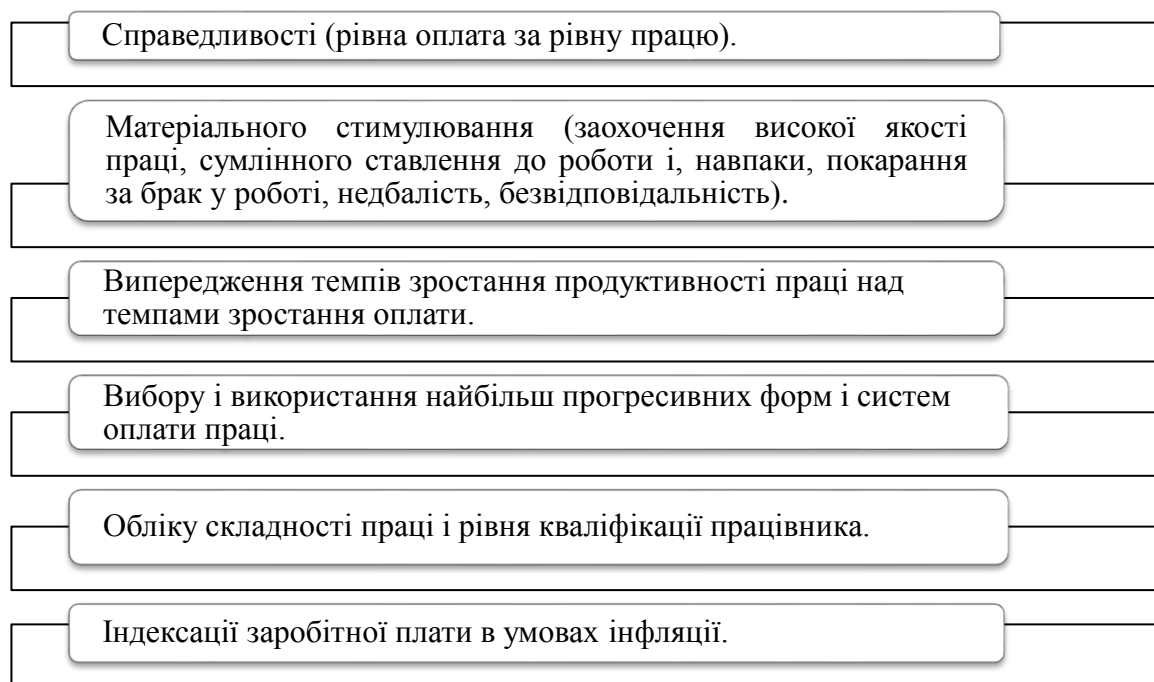 Справедливості (рівна оплата за рівну працю).
Матеріального стимулювання (заохочення високої якості
праці, сумлінного ставлення до роботи і, навпаки, покарання
за брак у роботі, недбалість, безвідповідальність).
Випередження темпів зростання продуктивності праці над
темпами зростання оплати.
Вибору і використання найбільш прогресивних форм і систем
оплати праці.
Обліку складності праці і рівня кваліфікації працівника.
Індексації заробітної плати в умовах інфляції.